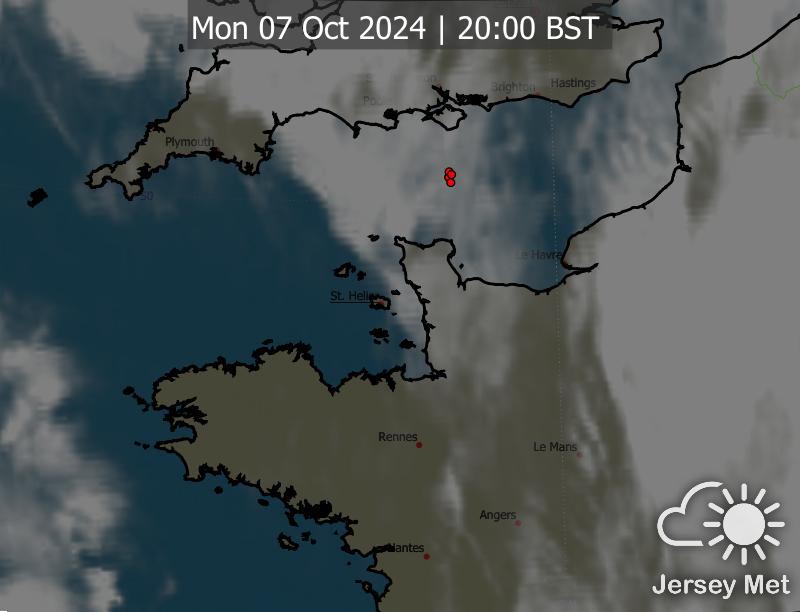 Mon 07 Oct 2024 | 20:00 BST
Hastings
Brighton
Plymouth
50
Le Havre
St. Helier
Rennes
Le Mans
Angers
Nantes
Jersey Met